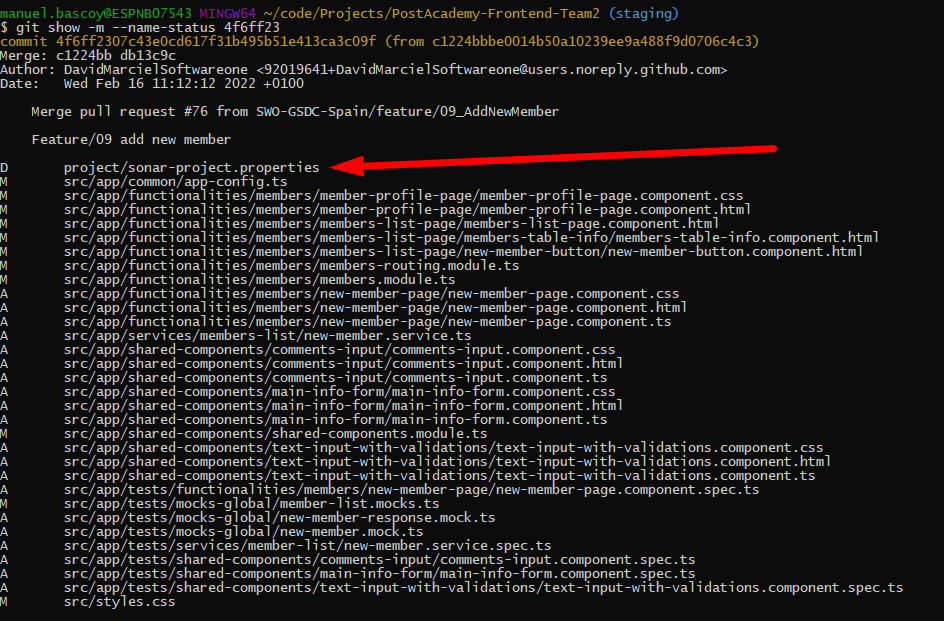 manuel.bascoy@ESPNB07543 MINGW64 ~/code/Projects/PostAcademy-Frontend-Team2 (staging)
$ git show -m --name-status 4f6ff23
commit 4f6ff2307c43e0cd617f31b495b51e413ca3c09f (from c1224bbbe0014b50a10239ee9a488f9d0706c4c3)
Merge: c1224bb db13c9c
Author: DavidMarcielSoftwareone <92019641+DavidMarcielSoftwareone@users.noreply.github.com>
Date:   Wed Feb 16 11:12:12 2022 +0100
Merge pull request #76 from SWO-GSDC-Spain/feature/09_AddNewMember
Feature/09 add new member
D       project/sonar-project.properties
M       src/app/common/app-config.ts
M       src/app/functionalities/members/member-profile-page/member-profile-page.component.css
M       src/app/functionalities/members/member-profile-page/member-profile-page.component.html
M       src/app/functionalities/members/members-list-page/members-list-page.component.html
M       src/app/functionalities/members/members-list-page/members-table-info/members-table-info.component.html
M       src/app/functionalities/members/members-list-page/new-member-button/new-member-button.component.html
M       src/app/functionalities/members/members-routing.module.ts
M       src/app/functionalities/members/members.module.ts
A       src/app/functionalities/members/new-member-page/new-member-page.component.css
A       src/app/functionalities/members/new-member-page/new-member-page.component.html
A       src/app/functionalities/members/new-member-page/new-member-page.component.ts
A       src/app/services/members-list/new-member.service.ts
A       src/app/shared-components/comments-input/comments-input.component.css
A       src/app/shared-components/comments-input/comments-input.component.html
A       src/app/shared-components/comments-input/comments-input.component.ts
A       src/app/shared-components/main-info-form/main-info-form.component.css
A       src/app/shared-components/main-info-form/main-info-form.component.html
A       src/app/shared-components/main-info-form/main-info-form.component.ts
M       src/app/shared-components/shared-components.module.ts
A       src/app/shared-components/text-input-with-validations/text-input-with-validations.component.css
A       src/app/shared-components/text-input-with-validations/text-input-with-validations.component.html
A       src/app/shared-components/text-input-with-validations/text-input-with-validations.component.ts
A       src/app/tests/functionalities/members/new-member-page/new-member-page.component.spec.ts
M       src/app/tests/mocks-global/member-list.mocks.ts
A       src/app/tests/mocks-global/new-member-response.mock.ts
A       src/app/tests/mocks-global/new-member.mock.ts
A       src/app/tests/services/member-list/new-member.service.spec.ts
A       src/app/tests/shared-components/comments-input/comments-input.component.spec.ts
A       src/app/tests/shared-components/main-info-form/main-info-form.component.spec.ts
A       src/app/tests/shared-components/text-input-with-validations/text-input-with-validations.component.spec.ts
M       src/styles.css